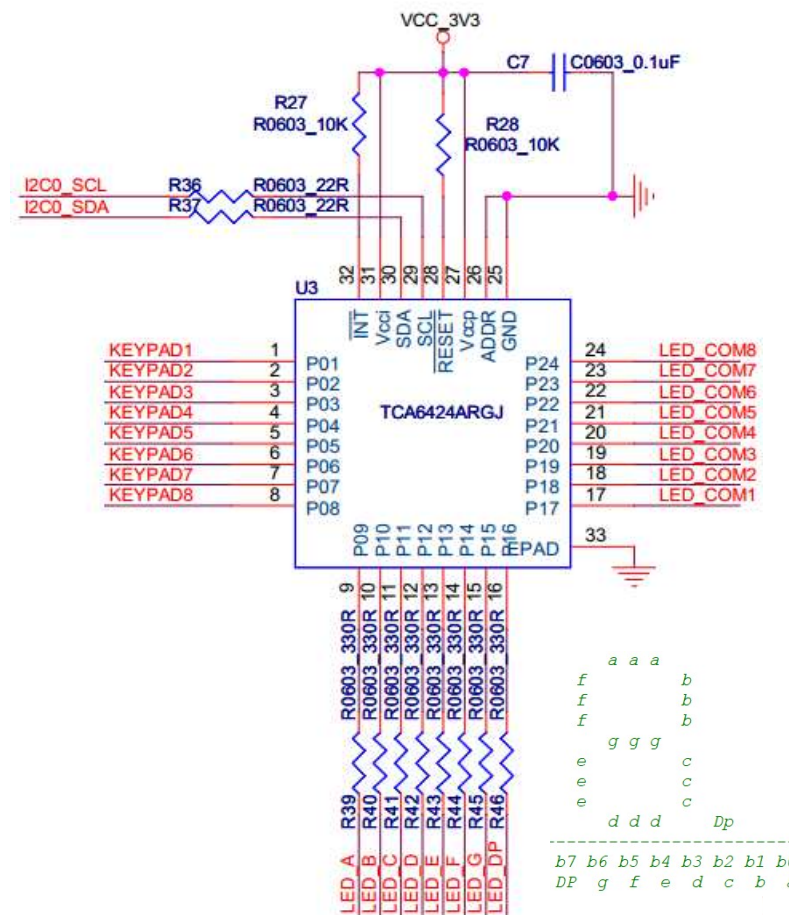 VCC_3V3
C7 C0603_0.1uF
R27
R0603_10K
R28
R0603_10K
I2C0_SCL R36 R0603_22R
I2C0_SDA R37 R0603_22R
32 31 30 29 28 27 26 25
U3
INT Vcci SDA SCL RESET Vccp ADDR GND
KEYPAD1 1 P01 P24 24 LED_COM8
KEYPAD2 2 P02 P23 23 LED_COM7
KEYPAD3 3 P03 P22 22 LED_COM6
KEYPAD4 4 P04 P21 21 LED_COM5
TCA6424ARGJ
KEYPAD5 5 P05 P20 20 LED_COM4
KEYPAD6 6 P06 P19 19 LED_COM3
KEYPAD7 7 P07 P18 18 LED_COM2
KEYPAD8 8 P08 P17 17 LED_COM1
P09 P10 P11 P12 P13 P14 P15 P16 EPAD 33
9 10 11 12 13 14 15 16
R0603_330R R0603_330R R0603_330R R0603_330R R0603_330R R0603_330R R0603_330R R0603_330R
R39 R40 R41 R42 R43 R44 R45 R46
LED_A LED_B LED_C LED_D LED_E LED_F LED_G LED_DP
a a a
f b
f b
f b
g g g
e c
e c
e c
d d d Dp
b7 b6 b5 b4 b3 b2 b1
DP g f e d c b